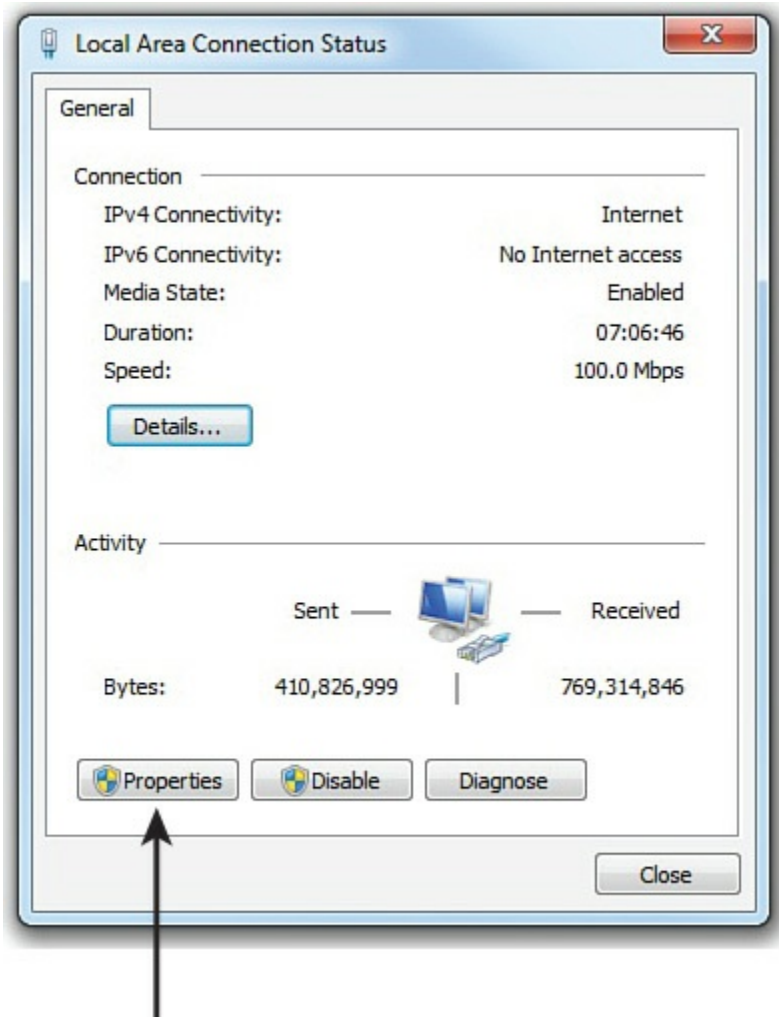 Local Area Connection Status
General
Connection
IPv4 Connectivity: Internet
IPv6 Connectivity: No Internet access
Media State: Enabled
Duration: 07:06:46
Speed: 100.0 Mbps
Details...
Activity
Sent Received
Bytes: 410,826,999 769,314,846
Properties Disable Diagnose
Close